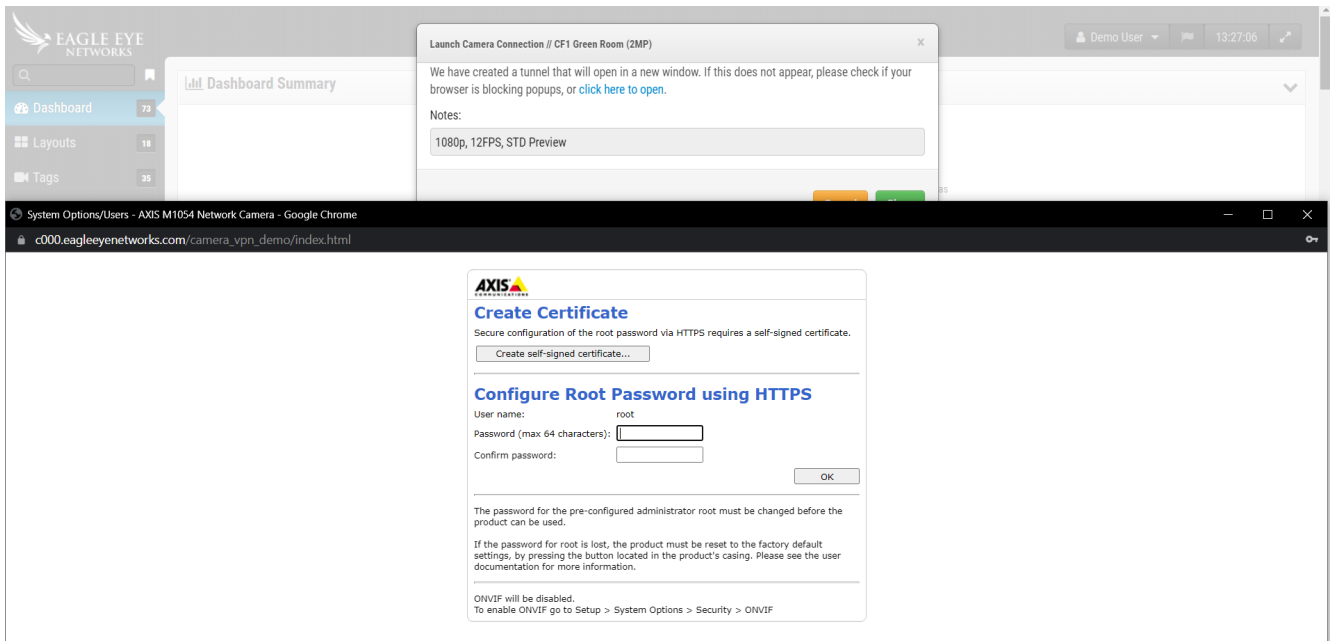 EAGLE EYE
NETWORKS
Launch Camera Connection // CF1 Green Room (2MP)
x
Demo User
13:27:06
We have created a tunnel that will open in a new window. If this does not appear, please check if your
browser is blocking popups, or click here to open.
Dashboard Summary
Dashboard
73
Notes:
1080p, 12FPS, STD Preview
Layouts
18
Tags
35
System Options/Users - AXIS M1054 Network Camera - Google Chrome
c000.eagleeyenetworks.com/camera_vpn_demo/index.html
AXIS
COMMUNICATIONS
Create Certificate
Secure configuration of the root password via HTTPS requires a self-signed certificate.
Create self-signed certificate...
Configure Root Password using HTTPS
User name: root
Password (max 64 characters):
Confirm password:
OK
The password for the pre-configured administrator root must be changed before the
product can be used.
If the password for root is lost, the product must be reset to the factory default
settings, by pressing the button located in the product's casing. Please see the user
documentation for more information.
ONVIF will be disabled.
To enable ONVIF go to Setup > System Options > Security > ONVIF